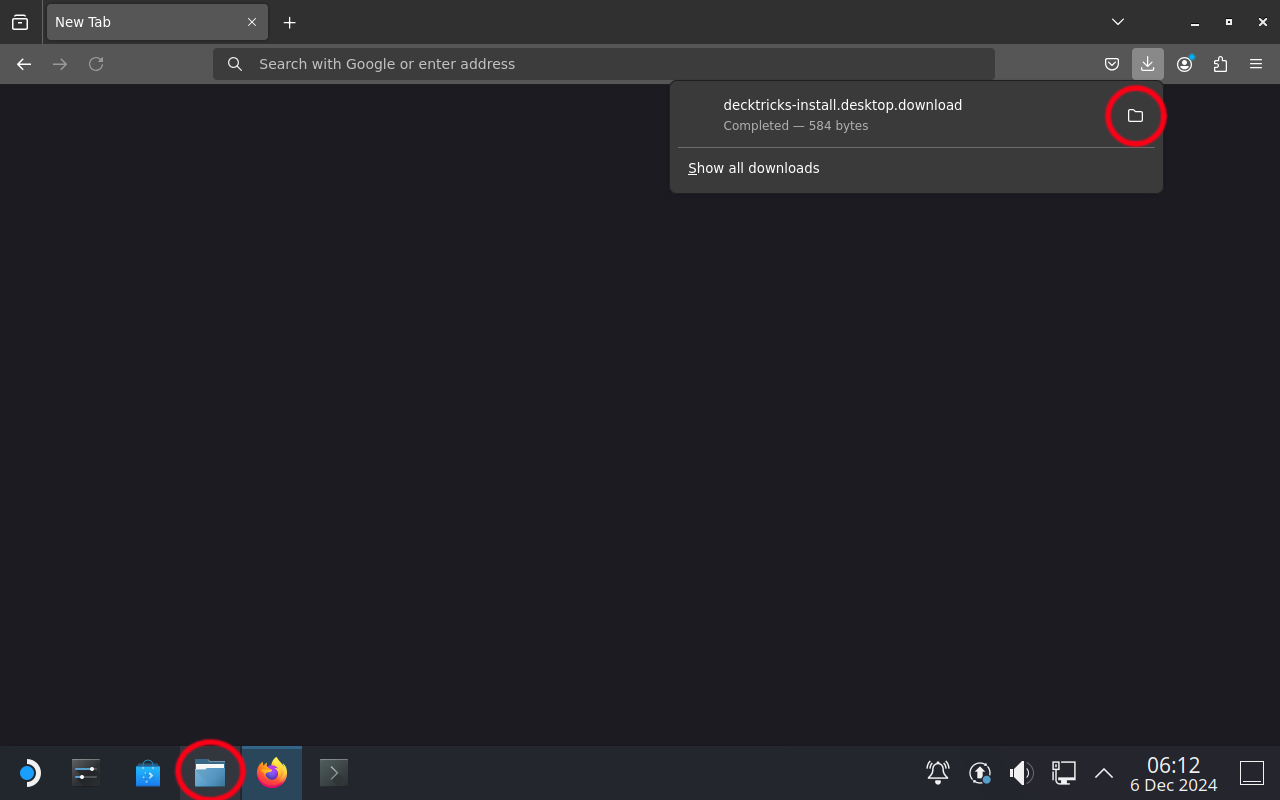 New Tab
Search with Google or enter address
decktricks-install.desktop.download
Completed — 584 bytes
Show all downloads
06:12
6 Dec 2024